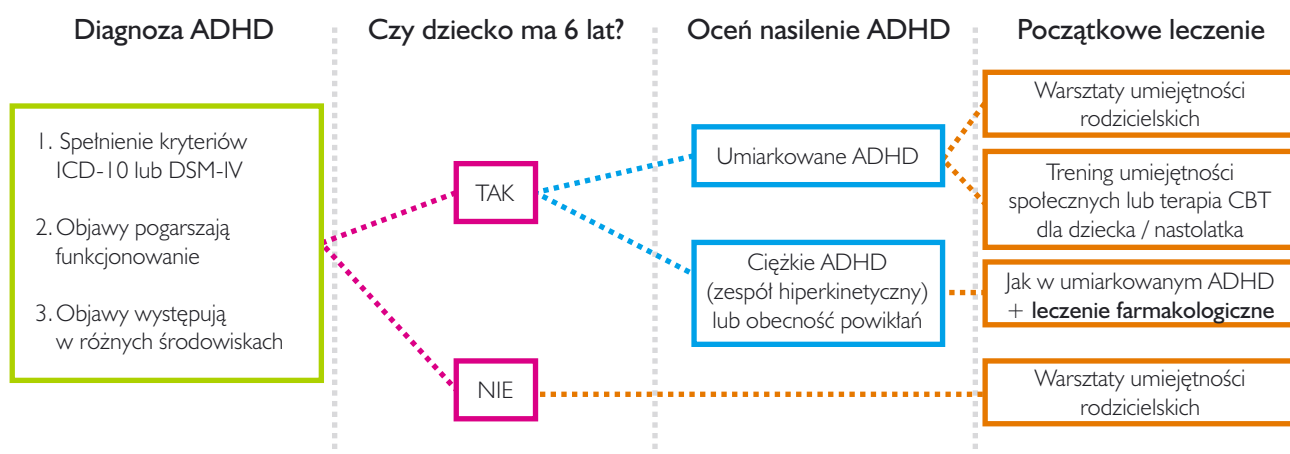 Diagnoza ADHD
Czy dziecko ma 6 lat?
Oceń nasilenie ADHD
Początkowe leczenie
1. Spełnienie kryteriów
ICD-10 lub DSM-IV
2. Objawy pogarszają
funkcjonowanie
3. Objawy występują
w różnych środowiskach
TAK
NIE
Umiarkowane ADHD
Ciężkie ADHD
(zespół hiperkinetyczny)
lub obecność powikłań
Warsztaty umiejętności
rodzicielskich
Trening umiejętności
społecznych lub terapia CBT
dla dziecka / nastolatka
Jak w umiarkowanym ADHD
+ leczenie farmakologiczne
Warsztaty umiejętności
rodzicielskich